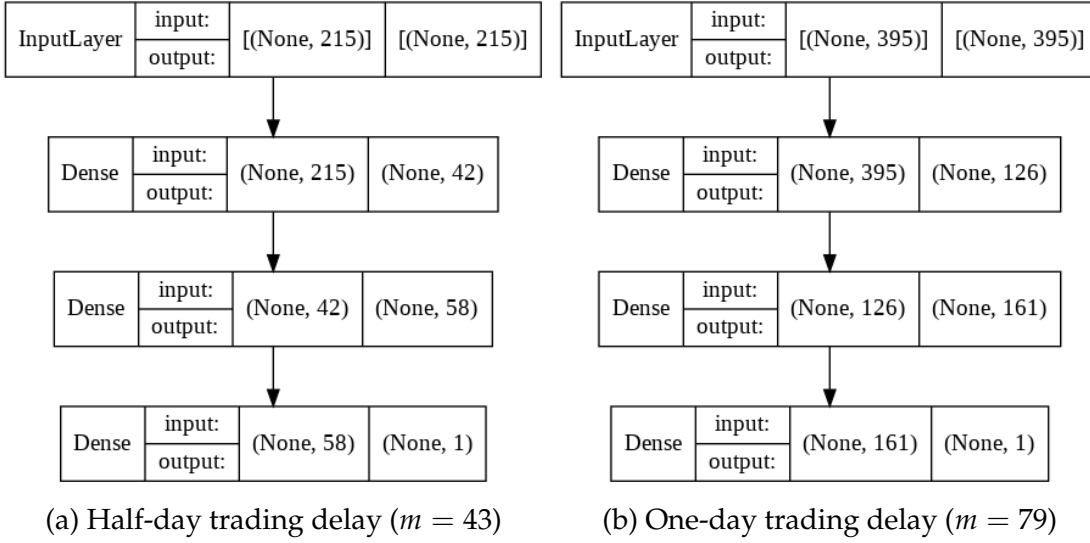 InputLayer
input:
output:
[(None, 215)]
[(None, 215)]
Dense
input:
output:
(None, 215)
(None, 42)
Dense
input:
output:
(None, 42)
(None, 58)
Dense
input:
output:
(None, 58)
(None, 1)
(a) Half-day trading delay (m = 43)
InputLayer
input:
output:
[(None, 395)]
[(None, 395)]
Dense
input:
output:
(None, 395)
(None, 126)
Dense
input:
output:
(None, 126)
(None, 161)
Dense
input:
output:
(None, 161)
(None, 1)
(b) One-day trading delay (m = 79)